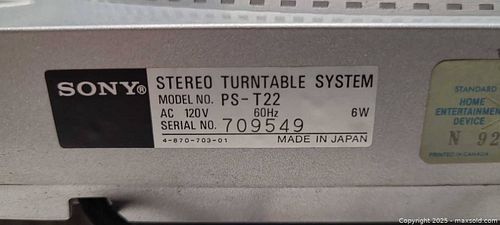 SONY®
STEREO TURNTABLE SYSTEM
MODEL NO. PS-T22
AC 120V 60Hz 6W
SERIAL NO. 709549
4-870-703-01 MADE IN JAPAN
STANDARD
HOME
ENTERTAINMEN
DEVICE
N 92
PRINTED IN CANADA
Copyright © 2025 - maxsold.com